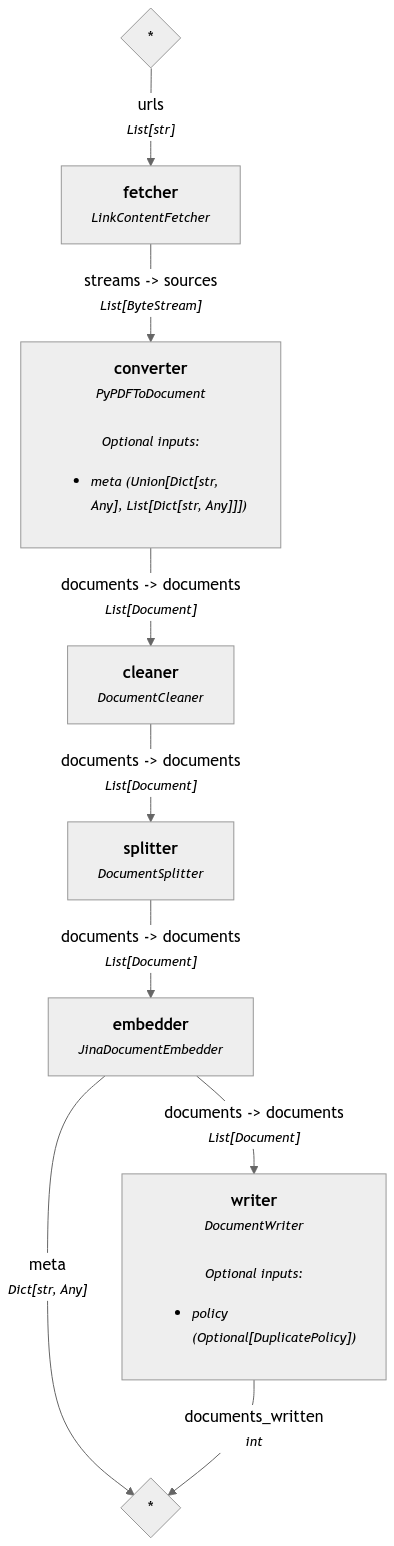 *
urls
List[str]
fetcher
LinkContentFetcher
streams -> sources
List[ByteStream]
converter
PyPDFToDocument
Optional inputs:
• meta (Union[Dict[str,
Any], List[Dict[str, Any]]])
documents -> documents
List[Document]
cleaner
DocumentCleaner
documents -> documents
List[Document]
splitter
DocumentSplitter
documents -> documents
List[Document]
embedder
JinaDocumentEmbedder
documents -> documents
List[Document]
writer
DocumentWriter
Optional inputs:
• policy
(Optional[DuplicatePolicy])
meta
Dict[str, Any]
documents_written
int
*